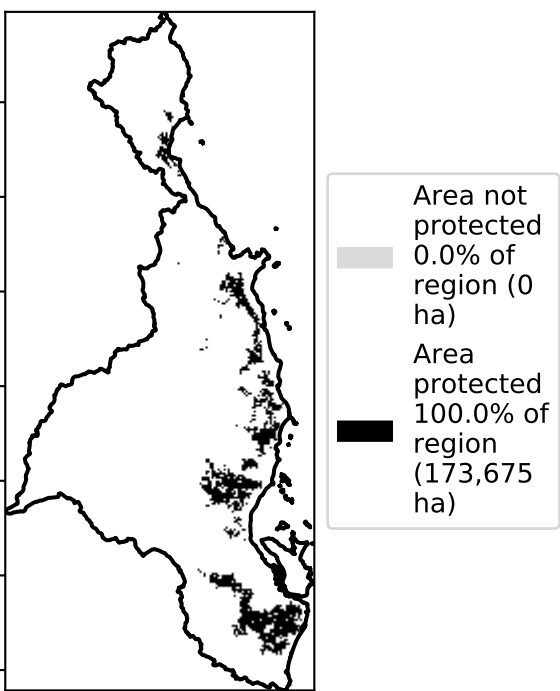 Area not
protected
0.0% of
region (0
ha)
Area
protected
100.0% of
region
(173,675
ha)